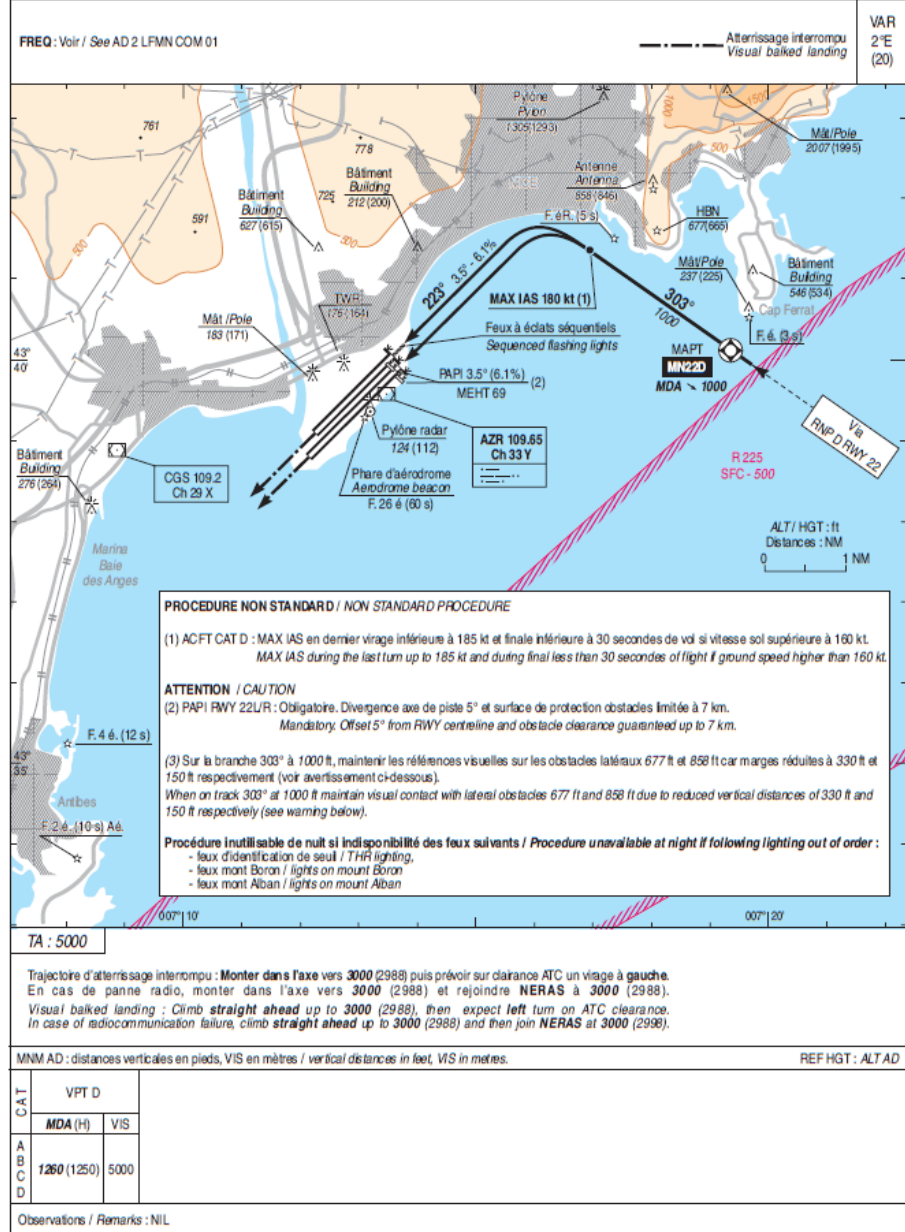 FREQ : Voir / See AD 2 LFMN COM 01
Atterrissage interrompu
Visual balked landing
VAR
2°E
(20)
761
778
591
725
500
500
1000
1500
500
Pylône
Pylon
1305 (1293)
Mât/Pole
2007 (1995)
Bâtiment
Building
627 (615)
Bâtiment
Building
212 (200)
Antenne
Antenna
858 (846)
NICE
F. éR. (5 s)
HBN
677(665)
Mât/Pole
237 (225)
Bâtiment
Building
546 (534)
Cap Ferrat
F. é. (3 s)
223°
3.5° - 6.1%
MAX IAS 180 kt (1)
303°
1000
TWR
176 (164)
Mât /Pole
183 (171)
Feux à éclats séquentiels
Sequenced flashing lights
MAPT
MN22D
MDA ↘ 1000
43°
40'
PAPI 3.5° (6.1%)
MEHT 69
(2)
Via
RNP D RWY 22
Pylône radar
124 (112)
AZR 109.65
Ch 33 Y
R 225
SFC - 500
Bâtiment
Building
276 (264)
CGS 109.2
Ch 29 X
Phare d'aérodrome
Aerodrome beacon
F. 26 é (60 s)
Marina
Baie
des Anges
ALT / HGT : ft
Distances : NM
0 1 NM
PROCEDURE NON STANDARD / NON STANDARD PROCEDURE
(1) ACFT CAT D : MAX IAS en dernier virage inférieure à 185 kt et finale inférieure à 30 secondes de vol si vitesse sol supérieure à 160 kt.
MAX IAS during the last turn up to 185 kt and during final less than 30 secondes of flight if ground speed higher than 160 kt.
ATTENTION / CAUTION
(2) PAPI RWY 22L/R : Obligatoire. Divergence axe de piste 5° et surface de protection obstacles limitée à 7 km.
Mandatory. Offset 5° from RWY centreline and obstacle clearance guaranteed up to 7 km.
(3) Sur la branche 303° à 1000 ft, maintenir les références visuelles sur les obstacles latéraux 677 ft et 858 ft car marges réduites à 330 ft et
150 ft respectivement (voir avertissement ci-dessous).
When on track 303° at 1000 ft maintain visual contact with lateral obstacles 677 ft and 858 ft due to reduced vertical distances of 330 ft and
150 ft respectively (see warning below).
Procédure inutilisable de nuit si indisponibilité des feux suivants / Procedure unavailable at night if following lighting out of order :
- feux d'identification de seuil / THR lighting,
- feux mont Boron / lights on mount Boron
- feux mont Alban / lights on mount Alban
F. 4 é. (12 s)
43°
35'
Antibes
F. 2 é. (10 s) Aé.
007° 10'
007° 20'
TA : 5000
Trajectoire d'atterrissage interrompu : Monter dans l'axe vers 3000 (2988) puis prévoir sur clairance ATC un virage à gauche.
En cas de panne radio, monter dans l'axe vers 3000 (2988) et rejoindre NERAS à 3000 (2988).
Visual balked landing : Climb straight ahead up to 3000 (2988), then expect left turn on ATC clearance.
In case of radiocommunication failure, climb straight ahead up to 3000 (2988) and then join NERAS at 3000 (2998).
MNM AD : distances verticales en pieds, VIS en mètres / vertical distances in feet, VIS in metres.
REF HGT : ALT AD
CAT
VPT D
MDA (H) VIS
A
B
C
D
1260 (1250) 5000
Observations / Remarks : NIL